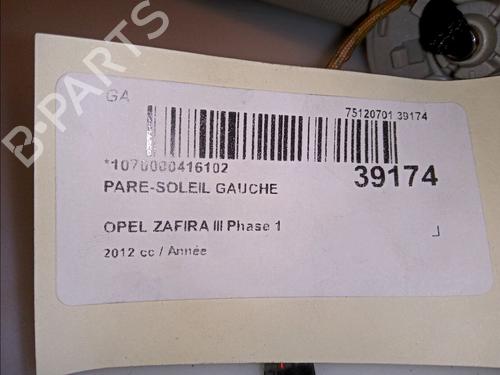 GA
75120701 39174
*1070000416102
39174
PARE-SOLEIL GAUCHE
OPEL ZAFIRA III Phase 1
2012 cc / Année
B-PARTS